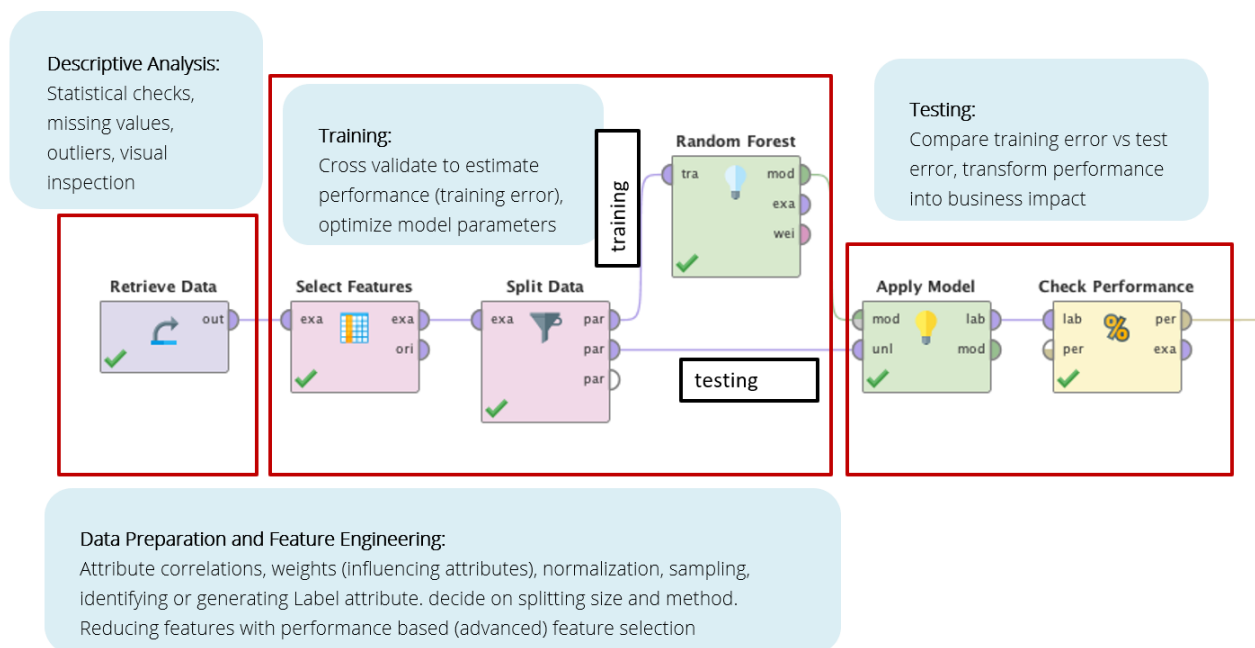 Descriptive Analysis:
Statistical checks,
missing values,
outliers, visual
inspection
Training:
Cross validate to estimate
performance (training error),
optimize model parameters
training
Random Forest
tra
mod
exa
wei
Testing:
Compare training error vs test
error, transform performance
into business impact
Retrieve Data
out
Select Features
exa
exa
ori
Split Data
exa
par
par
par
testing
Apply Model
mod
lab
unl
mod
Check Performance
lab
per
per
exa
%
Data Preparation and Feature Engineering:
Attribute correlations, weights (influencing attributes), normalization, sampling,
identifying or generating Label attribute. decide on splitting size and method.
Reducing features with performance based (advanced) feature selection